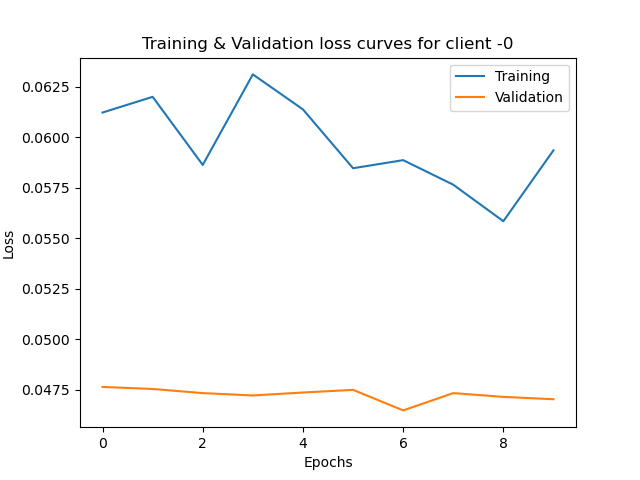 Training & Validation loss curves for client -0
Training
Validation
0.0625
0.0600
0.0575
0.0550
0.0525
0.0500
0.0475
Loss
0 2 4 6 8
Epochs